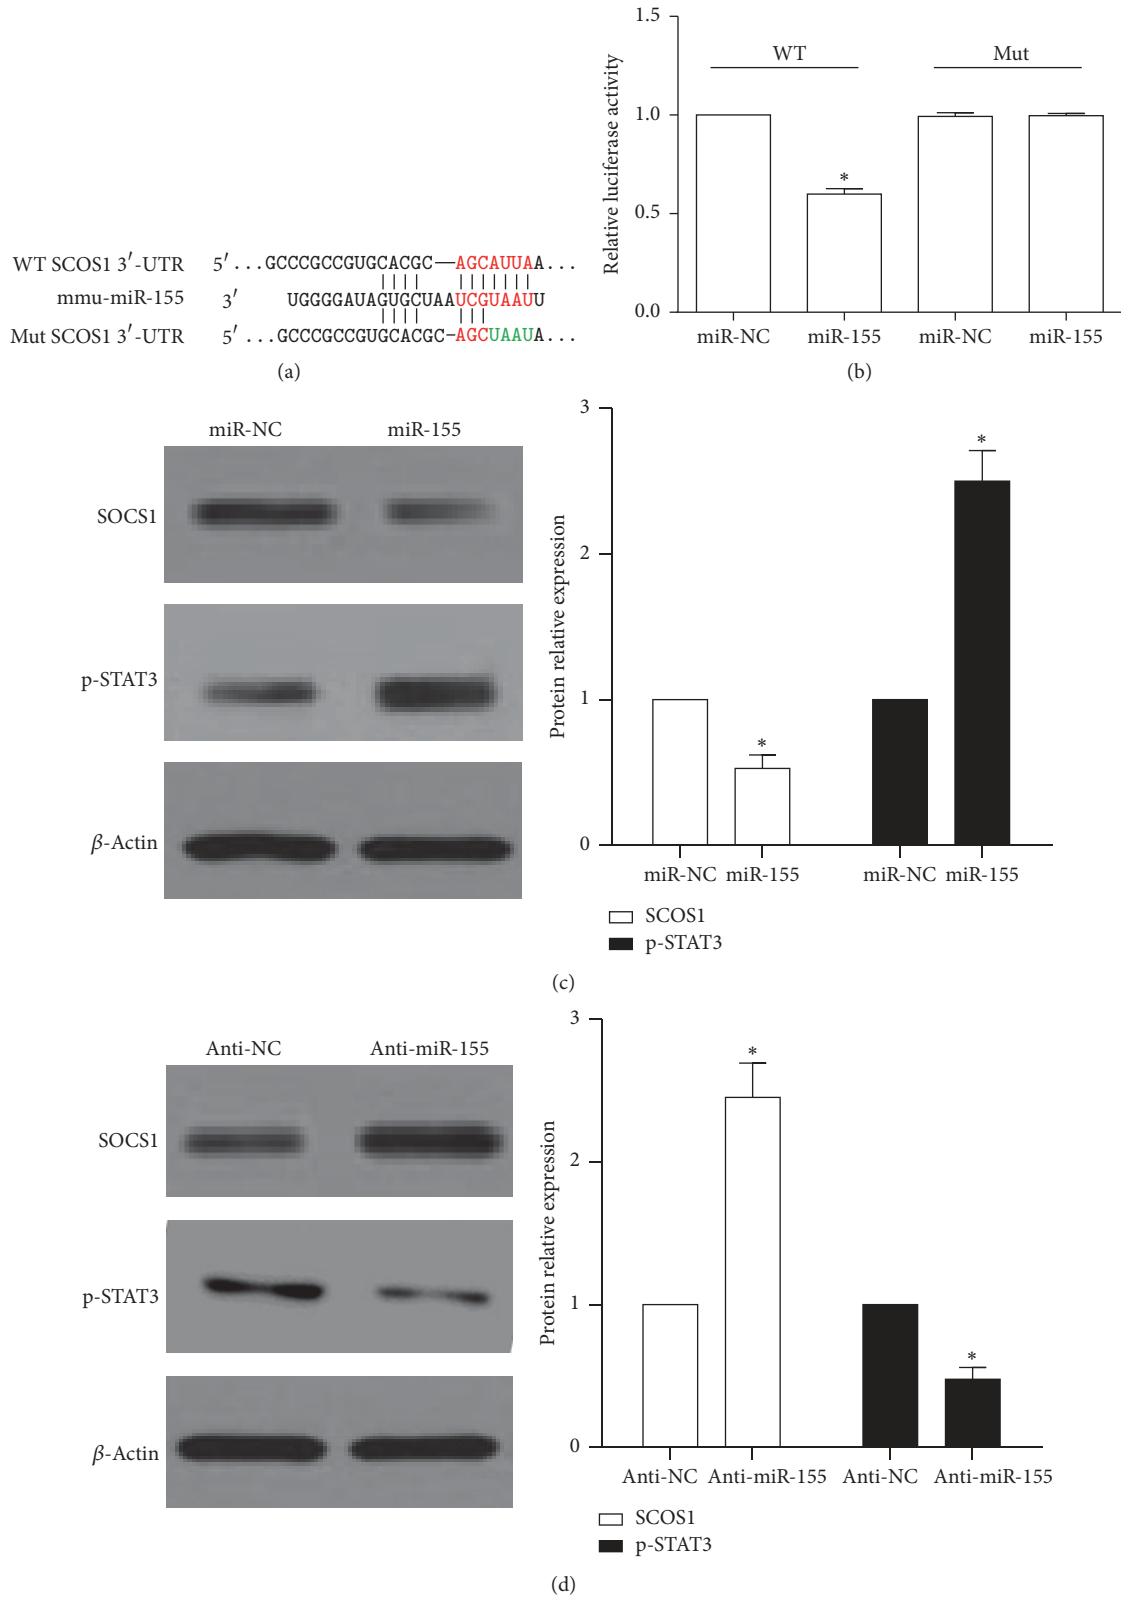 WT SCOS1 3′-UTR 5′ ...GCCCGCCGUGCACGC—AGCAUUAA...
mmu-miR-155 3′ UGGGGAUAGUGCUAAUCGUAAUU
Mut SCOS1 3′-UTR 5′ ...GCCCGCCGUGCACGC—AGCUAAUA...
(a)
1.5
WT Mut
1.0
*
0.5
0.0
Relative luciferase activity
miR-NC miR-155 miR-NC miR-155
(b)
miR-NC miR-155
SOCS1
p-STAT3
β-Actin
3
*
2
1
*
0
Protein relative expression
miR-NC miR-155 miR-NC miR-155
SCOS1
p-STAT3
(c)
Anti-NC Anti-miR-155
SOCS1
p-STAT3
β-Actin
3
*
2
1
*
0
Protein relative expression
Anti-NC Anti-miR-155 Anti-NC Anti-miR-155
SCOS1
p-STAT3
(d)